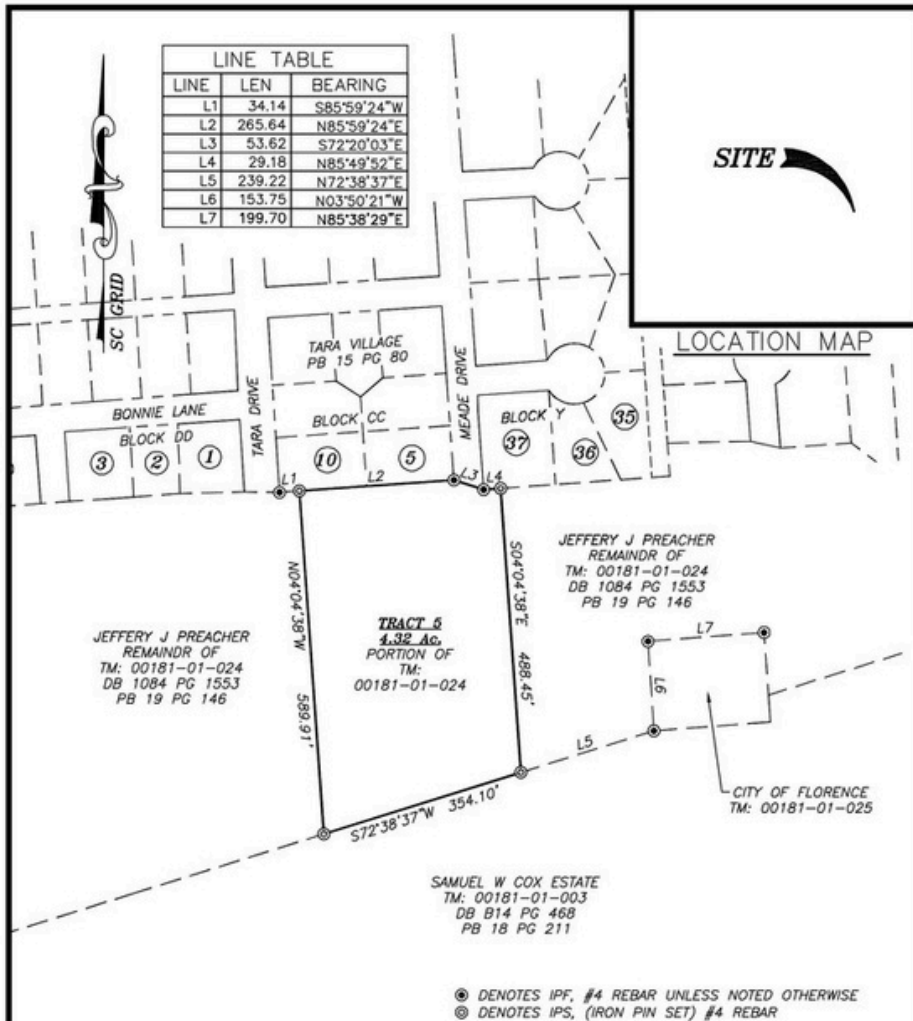 LINE TABLE
LINE LEN BEARING
L1 34.14 S85°59'24"W
L2 265.64 N85°59'24"E
L3 53.62 S72°20'03"E
L4 29.18 N85°49'52"E
L5 239.22 N72°38'37"E
L6 153.75 N03°50'21"W
L7 199.70 N85°38'29"E
SC GRID
SITE
LOCATION MAP
TARA VILLAGE
PB 15 PG 80
TARA DRIVE
MEADE DRIVE
BONNIE LANE
BLOCK DD
BLOCK CC
BLOCK Y
3
2
1
10
5
37
36
35
L1
L2
L3
L4
N04°04'38"W
589.91'
S04°04'38"E
488.45'
TRACT 5
4.32 Ac.
PORTION OF
TM:
00181-01-024
JEFFERY J PREACHER
REMAINDR OF
TM: 00181-01-024
DB 1084 PG 1553
PB 19 PG 146
JEFFERY J PREACHER
REMAINDR OF
TM: 00181-01-024
DB 1084 PG 1553
PB 19 PG 146
L7
L6
L5
S72°38'37"W 354.10'
CITY OF FLORENCE
TM: 00181-01-025
SAMUEL W COX ESTATE
TM: 00181-01-003
DB B14 PG 468
PB 18 PG 211
DENOTES IPF, #4 REBAR UNLESS NOTED OTHERWISE
DENOTES IPS, (IRON PIN SET) #4 REBAR